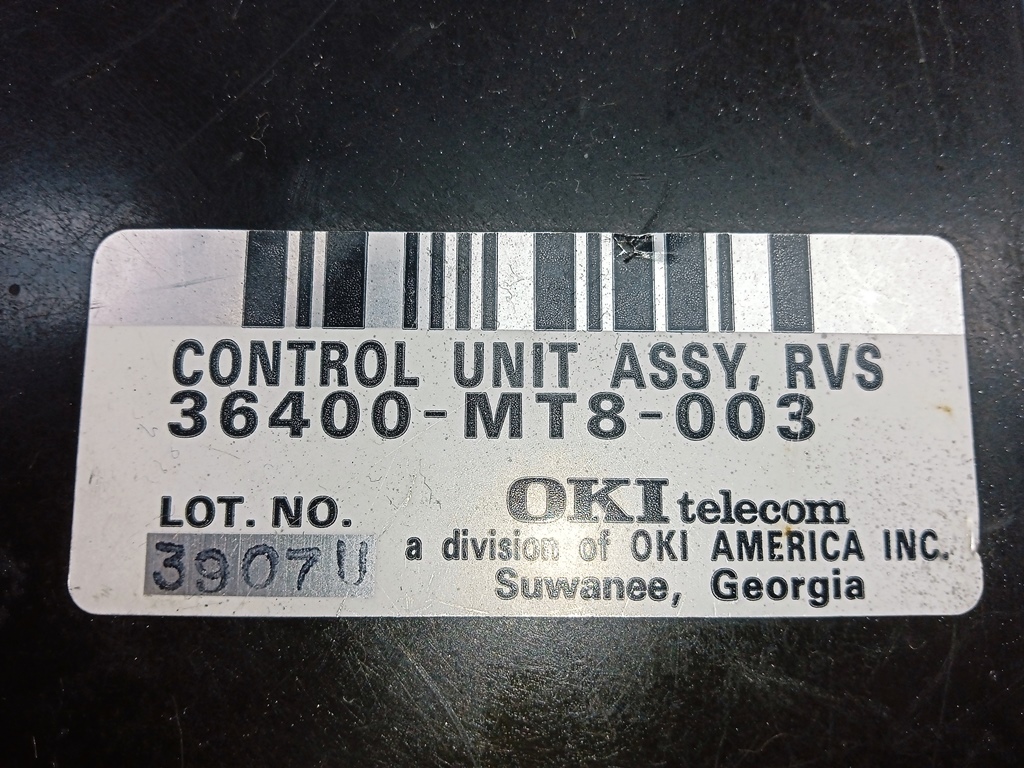 CONTROL UNIT ASSY, RVS
36400-MT8-003
LOT. NO.
3907U
OKI telecom
a division of OKI AMERICA INC.
Suwanee, Georgia